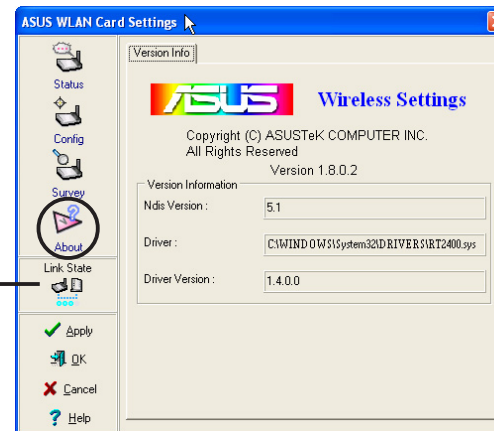 ASUS WLAN Card Settings
Status
Config
Survey
About
Link State
Apply
OK
Cancel
Help
Version Info
ASUS
Wireless Settings
Copyright (C) ASUSTeK COMPUTER INC.
All Rights Reserved
Version 1.8.0.2
Version Information
Ndis Version :
5.1
Driver :
C:\WINDOWS\System32\DRIVERS\RT2400.sys
Driver Version :
1.4.0.0